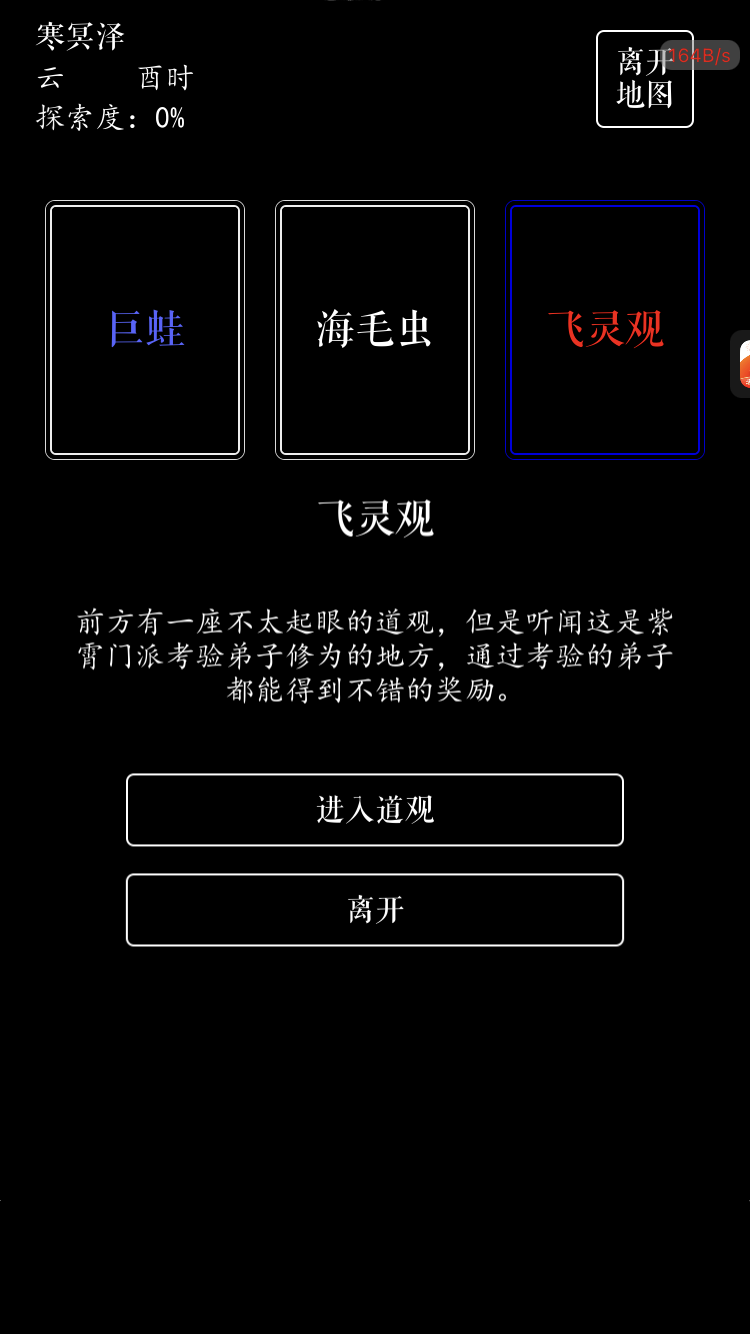 寒冥泽
云 酉时
探索度：0%
离开
地图
164B/s
巨蛙
海毛虫
飞灵观
飞灵观
前方有一座不太起眼的道观，但是听闻这是紫
霄门派考验弟子修为的地方，通过考验的弟子
都能得到不错的奖励。
进入道观
离开